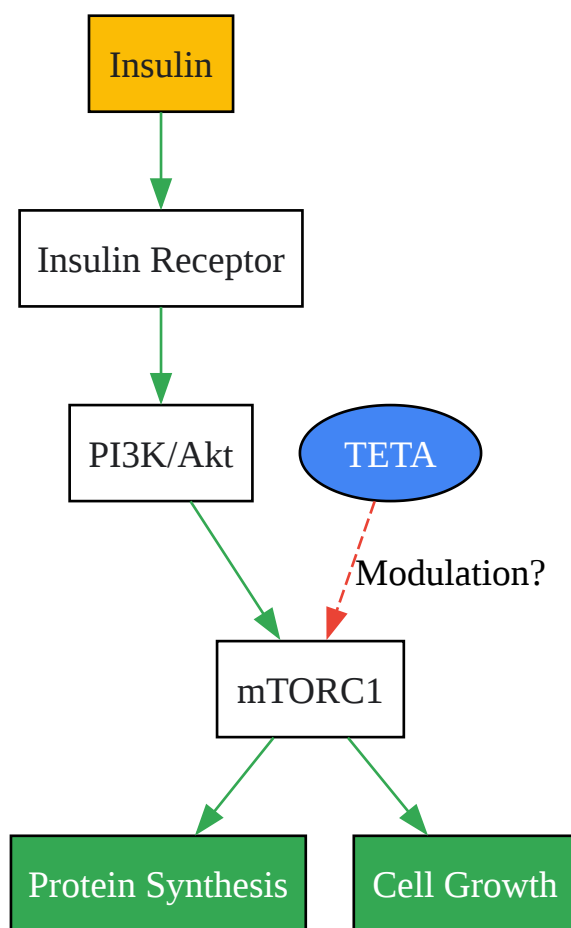 Insulin
Insulin Receptor
PI3K/Akt
TETA
Modulation?
mTORC1
Protein Synthesis
Cell Growth